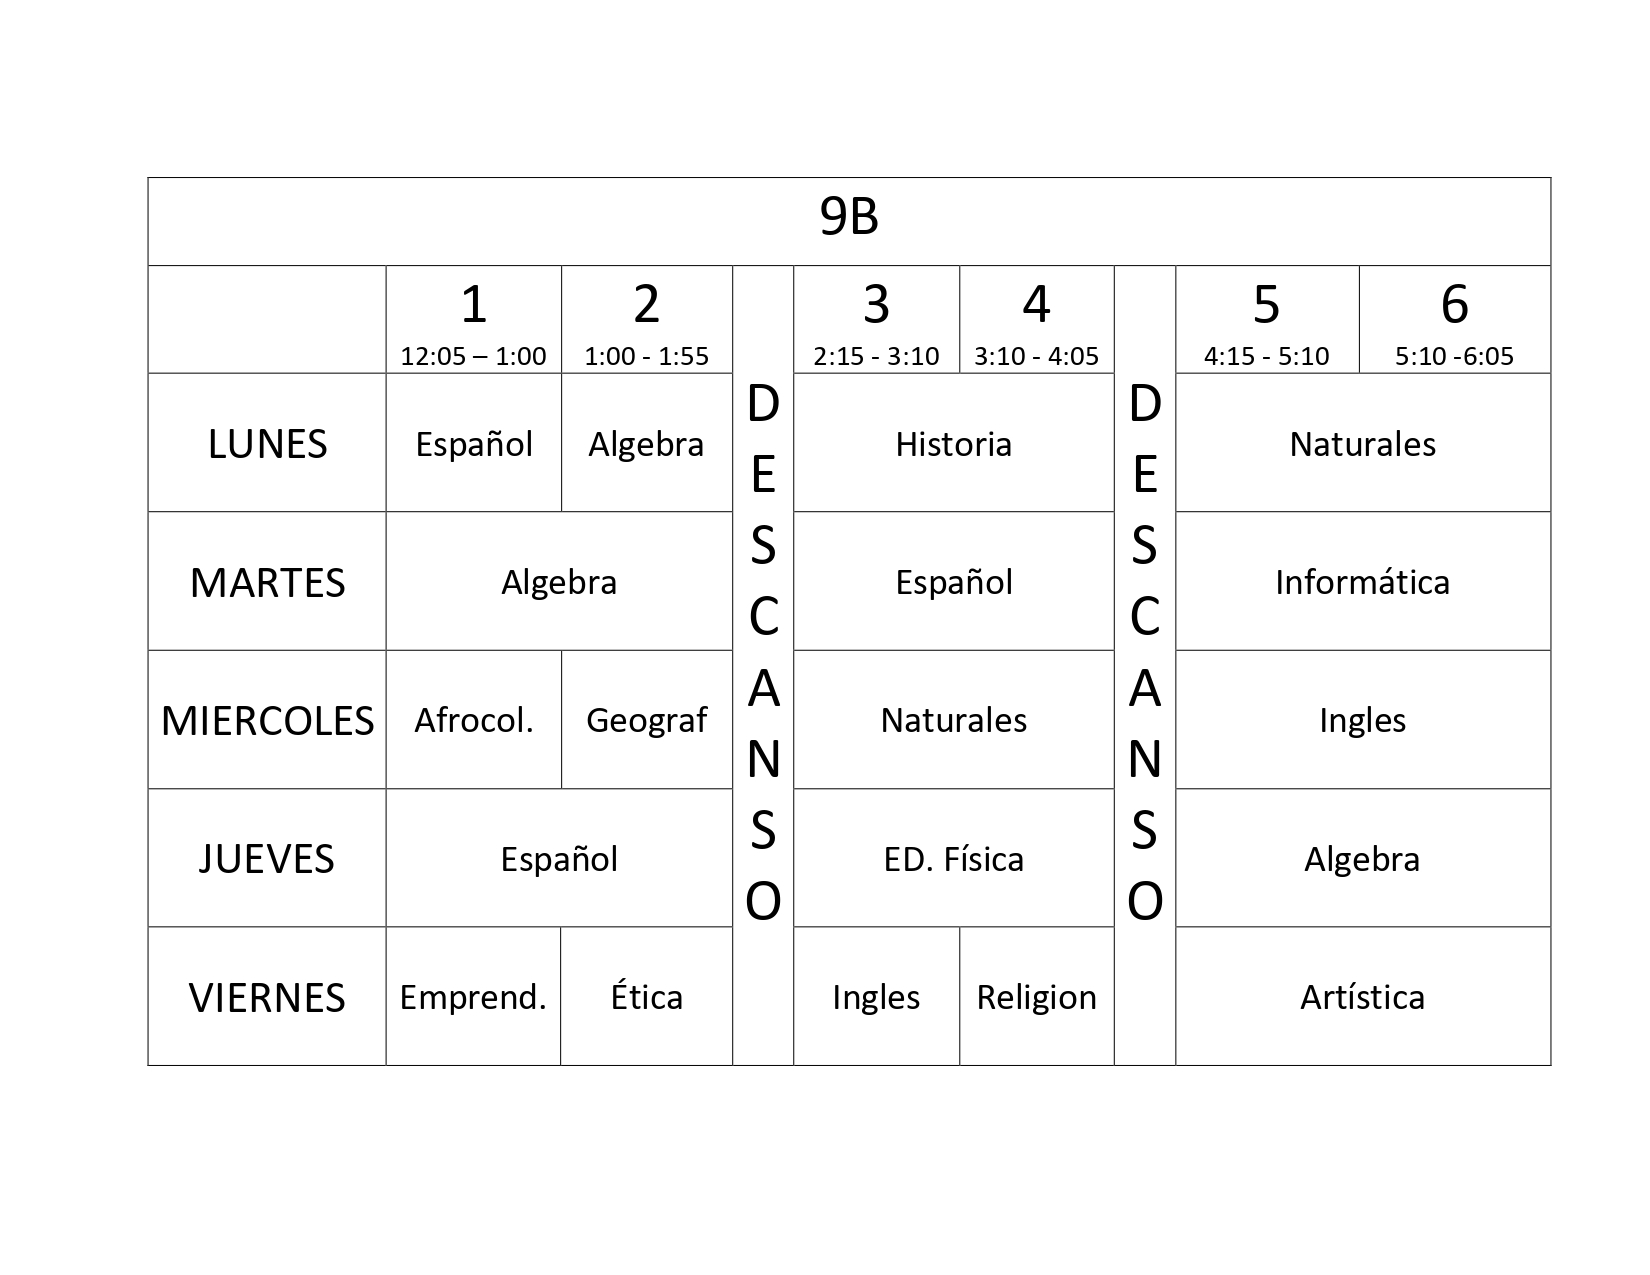 9B
1 2 3 4 5 6
12:05 – 1:00 1:00 - 1:55 2:15 - 3:10 3:10 - 4:05 4:15 - 5:10 5:10 -6:05
DESCANSO
DESCANSO
LUNES Español Algebra Historia Naturales
MARTES Algebra Español Informática
MIERCOLES Afrocol. Geograf Naturales Ingles
JUEVES Español ED. Física Algebra
VIERNES Emprend. Ética Ingles Religion Artística